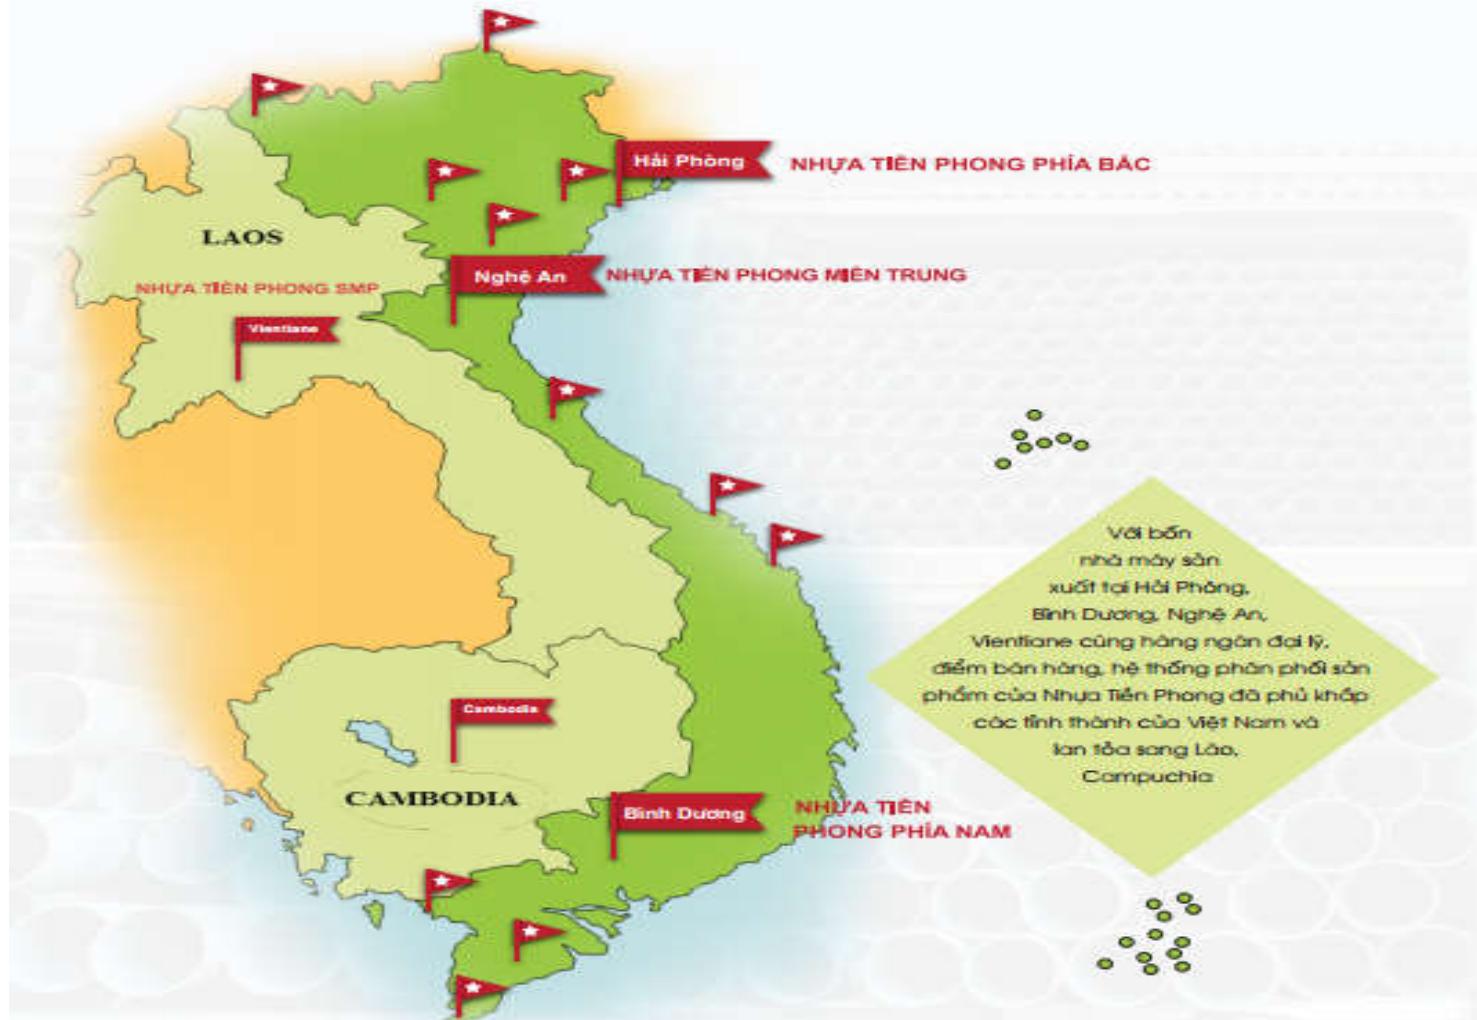 Hải Phòng
NHỰA TIỀN PHONG PHÍA BẮC
LAOS
Nghệ An
NHỰA TIỀN PHONG MIỀN TRUNG
NHỰA TIỀN PHONG SMP
Vientiane
Với bốn
nhà máy sản
xuất tại Hải Phòng,
Bình Dương, Nghệ An,
Vientiane cùng hàng ngàn đại lý,
điểm bán hàng, hệ thống phân phối sản
phẩm của Nhựa Tiền Phong đã phủ khắp
các tỉnh thành của Việt Nam và
lan tỏa sang Lào,
Campuchia
Cambodia
CAMBODIA
Bình Dương
NHỰA TIỀN
PHONG PHÍA NAM